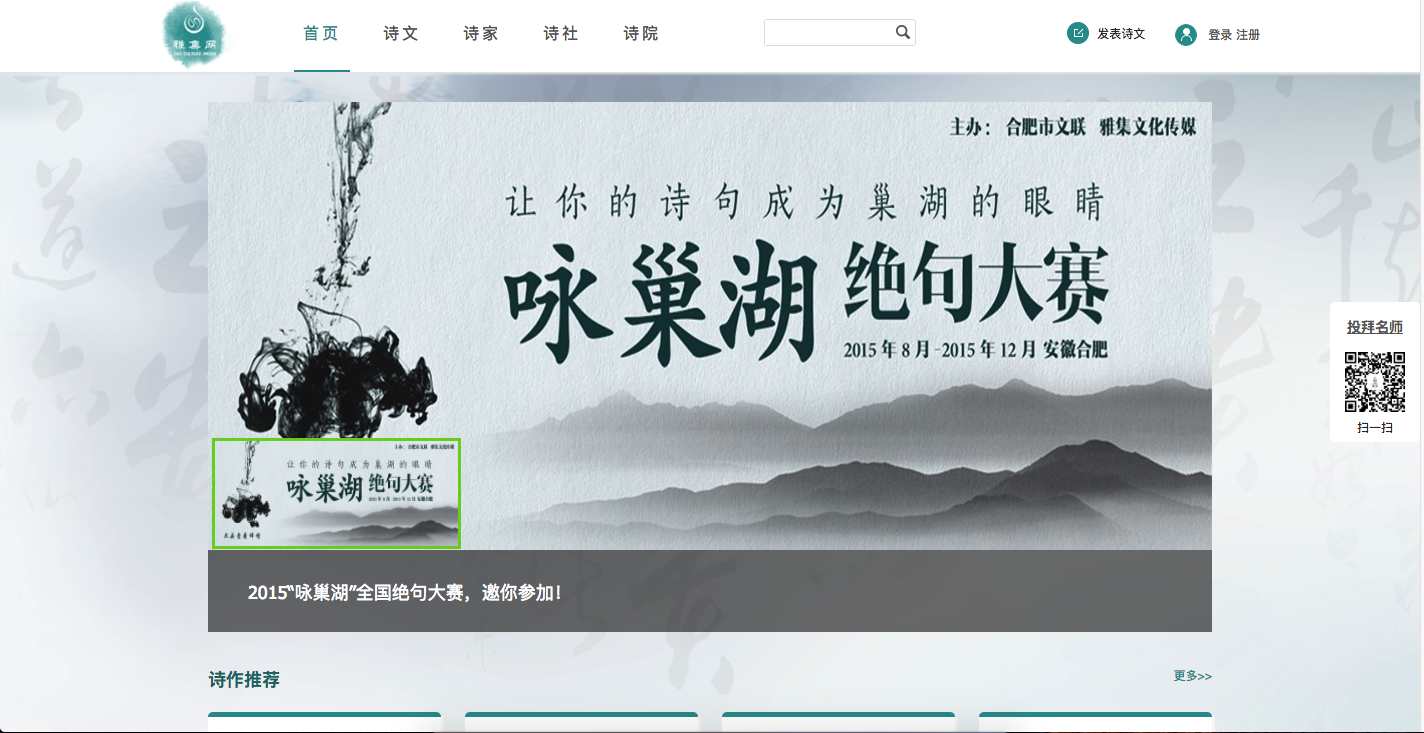 雅集网
首页 诗文 诗家 诗社 诗院
发表诗文
登录 注册
主办： 合肥市文联 雅集文化传媒
让你的诗句成为巢湖的眼睛
咏巢湖 绝句大赛
2015 年 8 月 -2015 年 12 月 安徽合肥
投拜名师
扫一扫
主办： 合肥市文联 雅集文化传媒
让你的诗句成为巢湖的眼睛
咏巢湖 绝句大赛
2015 年 8 月 -2015 年 12 月 安徽合肥
点击查看详情
2015“咏巢湖”全国绝句大赛，邀你参加！
诗作推荐
更多>>